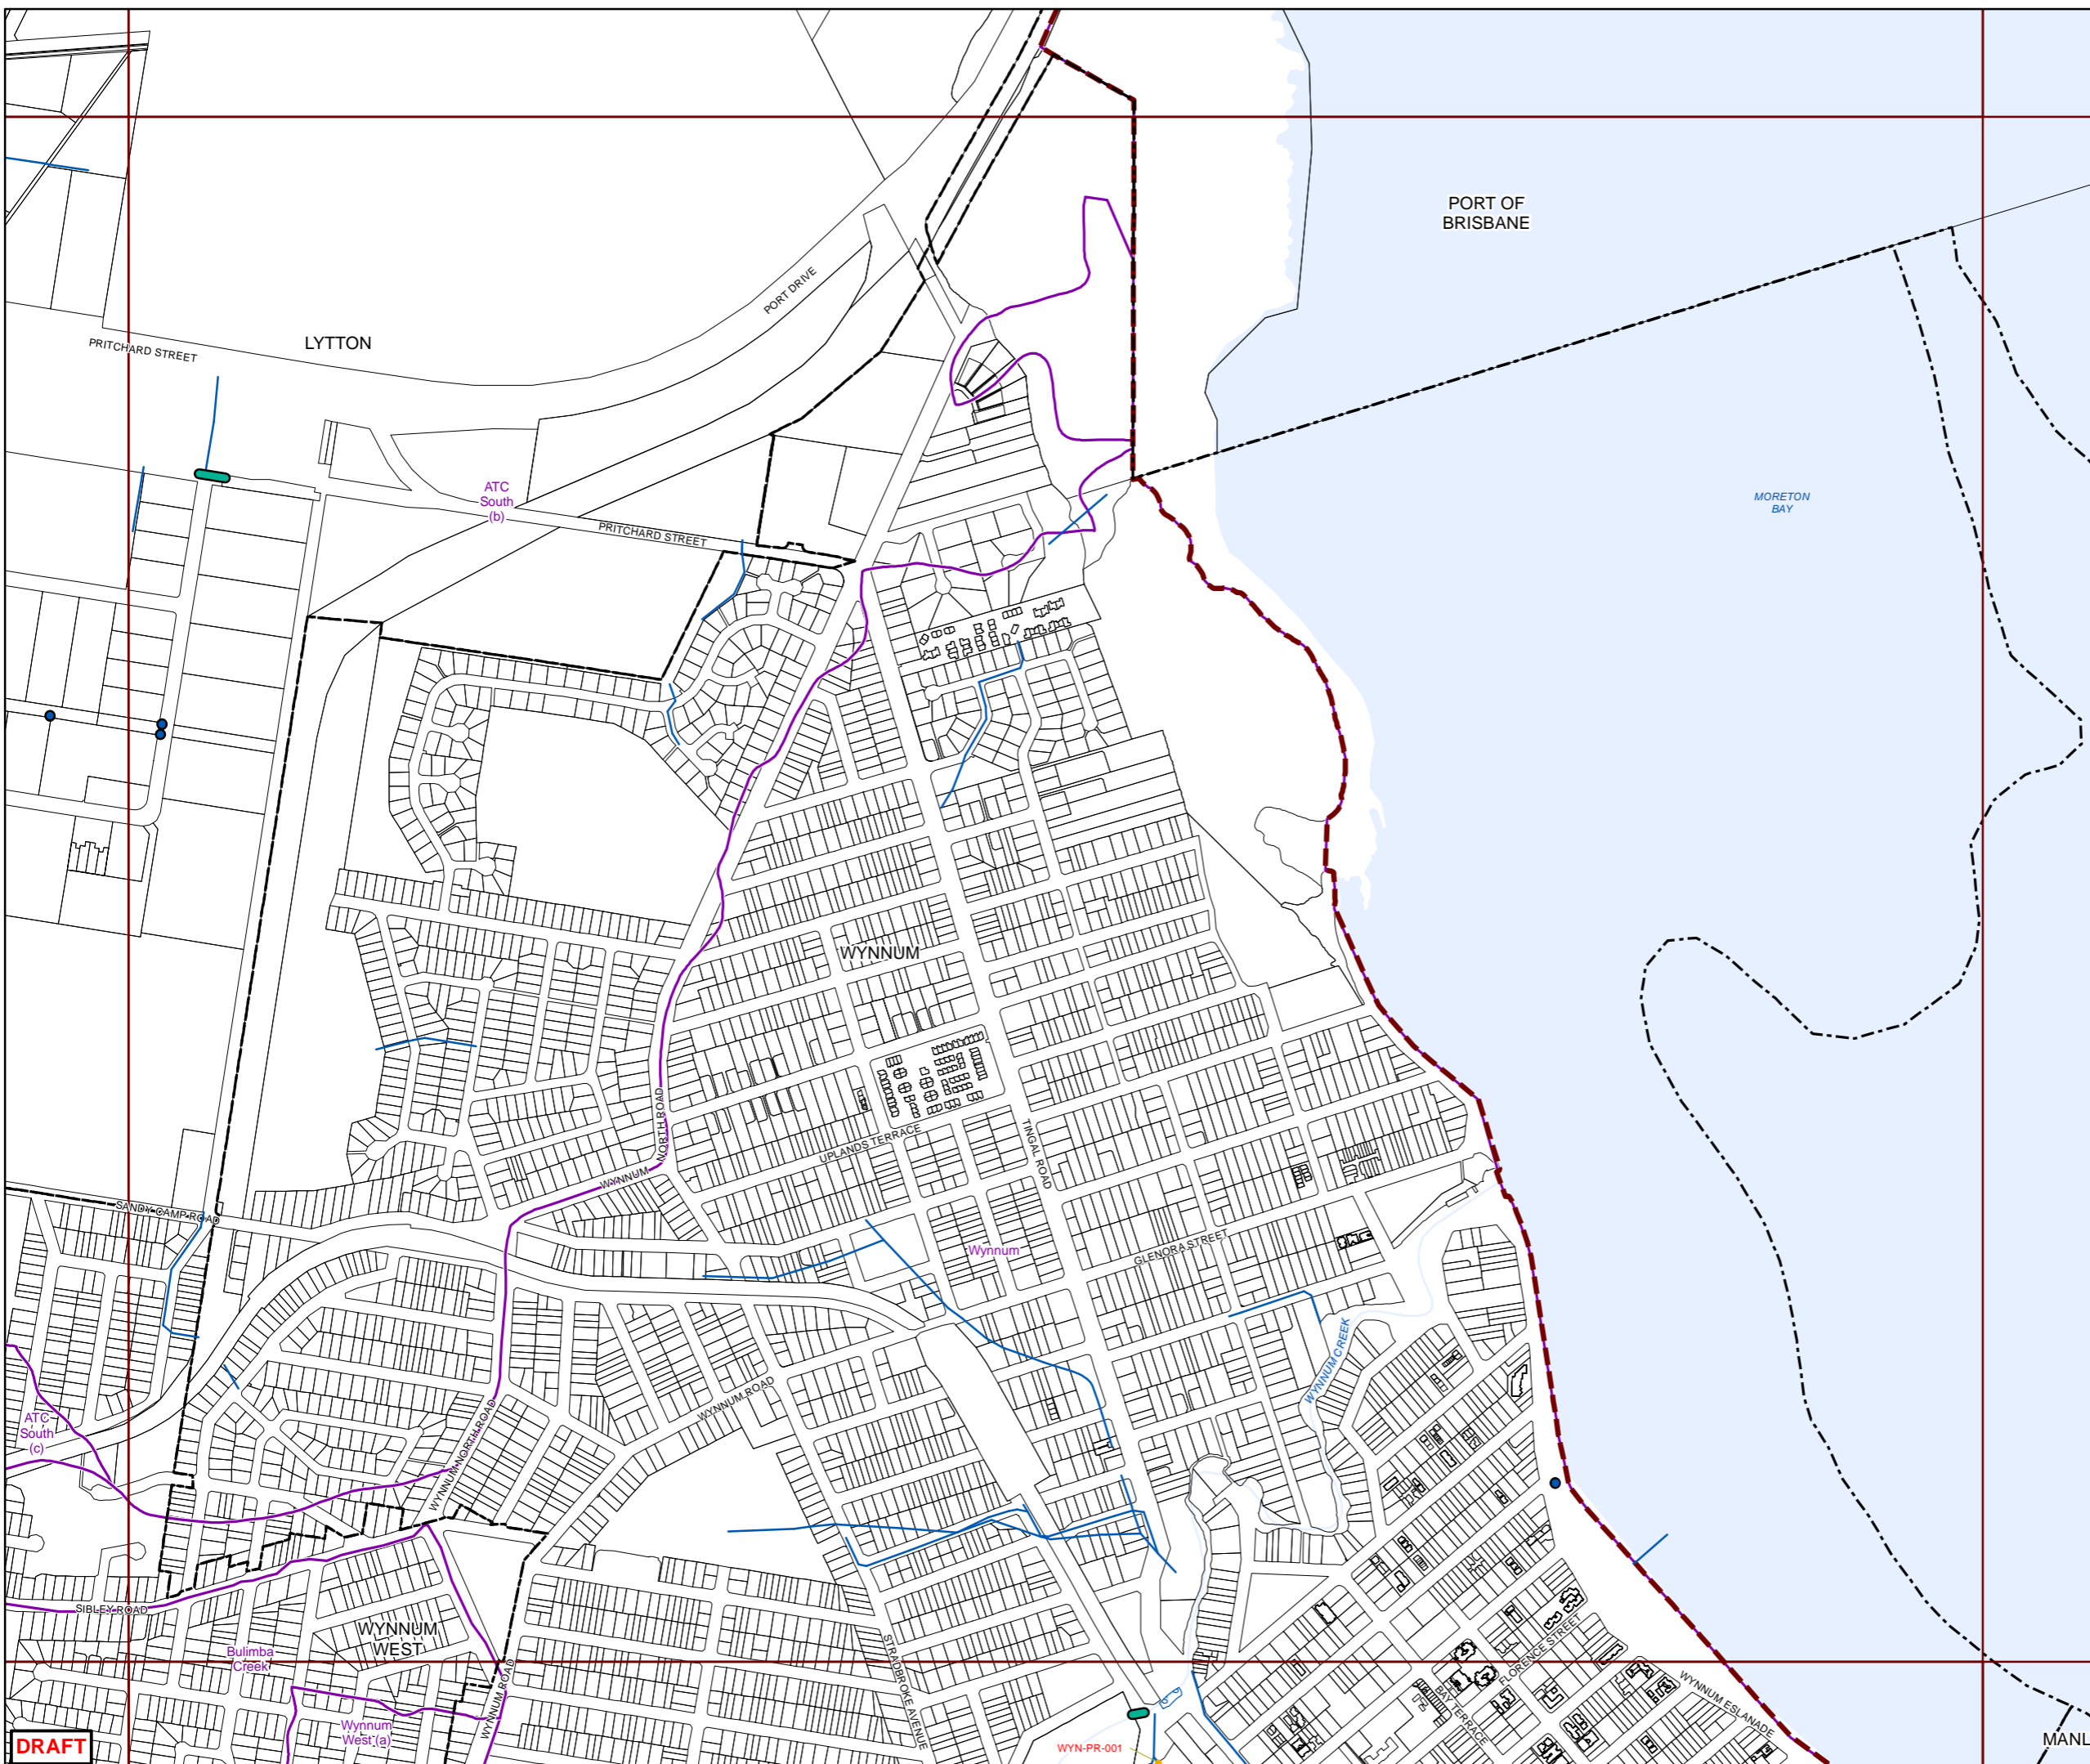 PORT OF
BRISBANE
PORT DRIVE
LYTTON
PRITCHARD STREET
ATC
South
(b)
MORETON
BAY
PRITCHARD STREET
WYNNUM
NORTH ROAD
UPLANDS TERRACE
TINGAL ROAD
WYNNUM
SANDY CAMP ROAD
Wynnum
GLENORA STREET
WYNNUM CREEK
WYNNUM ROAD
ATC
South
(c)
WYNNUM NORTH ROAD
SIBLEY ROAD
WYNNUM
WEST
Bulimba
Creek
STRADBROKE AVENUE
FLORENCE STREET
BAY TERRACE
WYNNUM ESPLANADE
WYNNUM ROAD
Wynnum
West (a)
DRAFT
WYN-PR-001
MANL